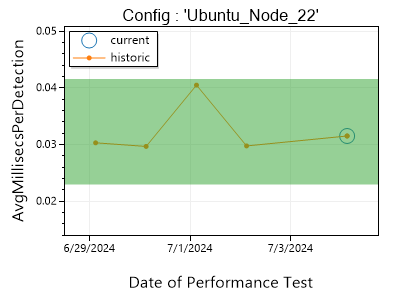 Config : 'Ubuntu_Node_22'
0.05
current
historic
0.04
0.03
0.02
AvgMillisecsPerDetection
6/29/2024
7/1/2024
7/3/2024
Date of Performance Test